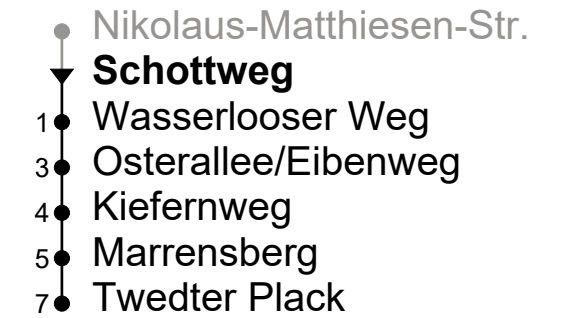 Nikolaus-Matthiesen-Str.
Schottweg
1 Wasserlooser Weg
3 Osterallee/Eibenweg
4 Kiefernweg
5 Marrensberg
7 Twedter Plack